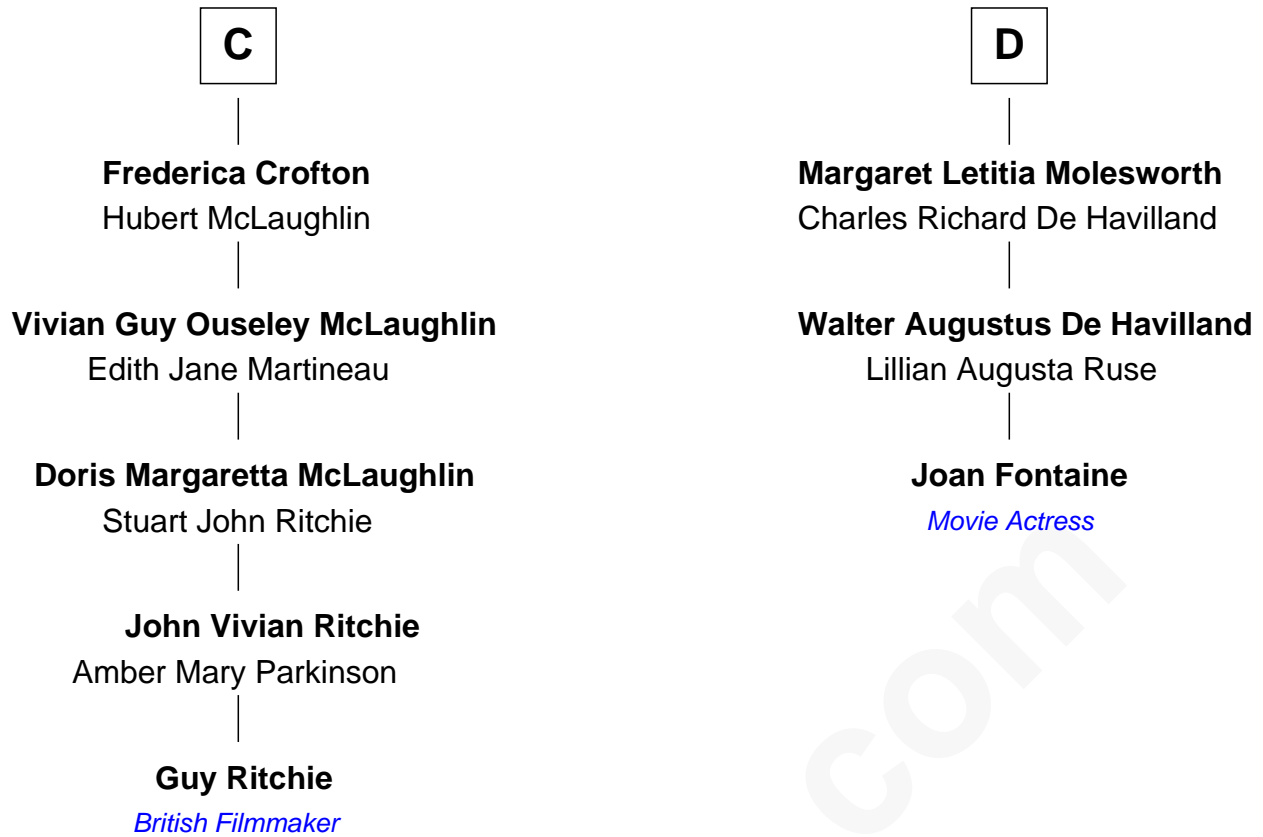 C
Frederica Crofton
Hubert McLaughlin
Vivian Guy Ouseley McLaughlin
Edith Jane Martineau
Doris Margaretta McLaughlin
Stuart John Ritchie
John Vivian Ritchie
Amber Mary Parkinson
Guy Ritchie
British Filmmaker
D
Margaret Letitia Molesworth
Charles Richard De Havilland
Walter Augustus De Havilland
Lillian Augusta Ruse
Joan Fontaine
Movie Actress
com